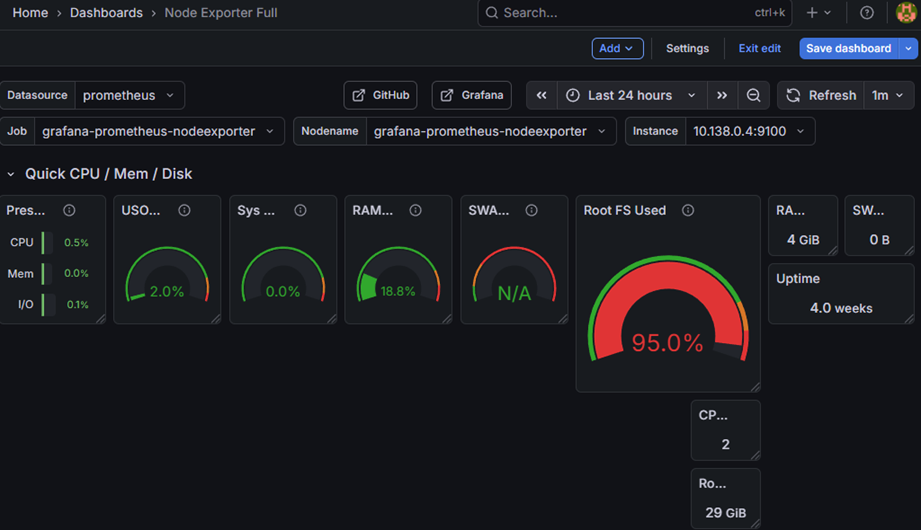 Home › Dashboards › Node Exporter Full
Search... ctrl+k
Add Settings Exit edit Save dashboard
Datasource prometheus GitHub Grafana Last 24 hours Refresh 1m
Job grafana-prometheus-nodeexporter Nodename grafana-prometheus-nodeexporter Instance 10.138.0.4:9100
Quick CPU / Mem / Disk
Pres...
CPU 0.5%
Mem 0.0%
I/O 0.1%
USO...
2.0%
Sys ...
0.0%
RAM...
18.8%
SWA...
N/A
Root FS Used
95.0%
RA...
4 GiB
SW...
0 B
Uptime
4.0 weeks
CP...
2
Ro...
29 GiB